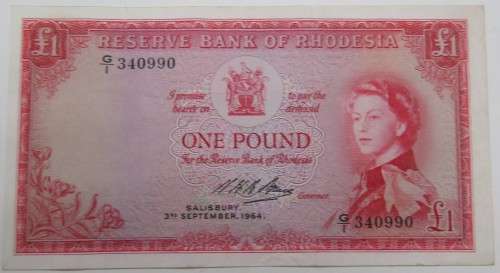 £1 RESERVE BANK OF RHODESIA £1
G/1 340990
I promise to pay the
bearer on demand
ONE POUND
For the Reserve Bank of Rhodesia
Governor
SALISBURY
3RD SEPTEMBER, 1964.
G/1 340990 £1